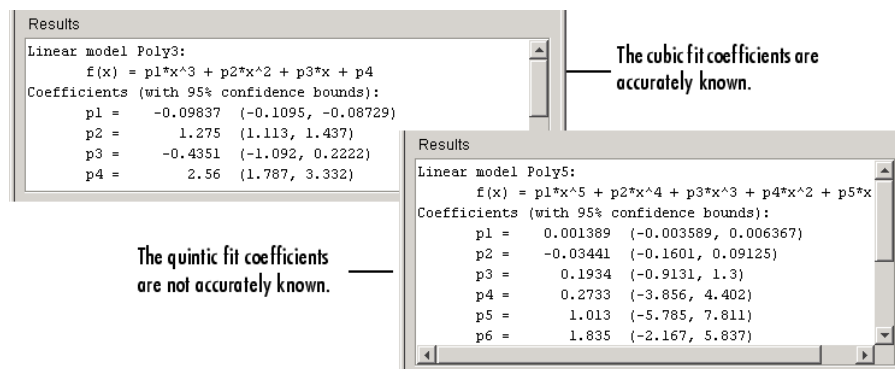 Results
Linear model Poly3:
f(x) = p1*x^3 + p2*x^2 + p3*x + p4
Coefficients (with 95% confidence bounds):
p1 = -0.09837 (-0.1095, -0.08729)
p2 = 1.275 (1.113, 1.437)
p3 = -0.4351 (-1.092, 0.2222)
p4 = 2.56 (1.787, 3.332)
The cubic fit coefficients are
accurately known.
Results
Linear model Poly5:
f(x) = p1*x^5 + p2*x^4 + p3*x^3 + p4*x^2 + p5*x
Coefficients (with 95% confidence bounds):
p1 = 0.001389 (-0.003589, 0.006367)
p2 = -0.03441 (-0.1601, 0.09125)
p3 = 0.1934 (-0.9131, 1.3)
p4 = 0.2733 (-3.856, 4.402)
p5 = 1.013 (-5.785, 7.811)
p6 = 1.835 (-2.167, 5.837)
The quintic fit coefficients
are not accurately known.